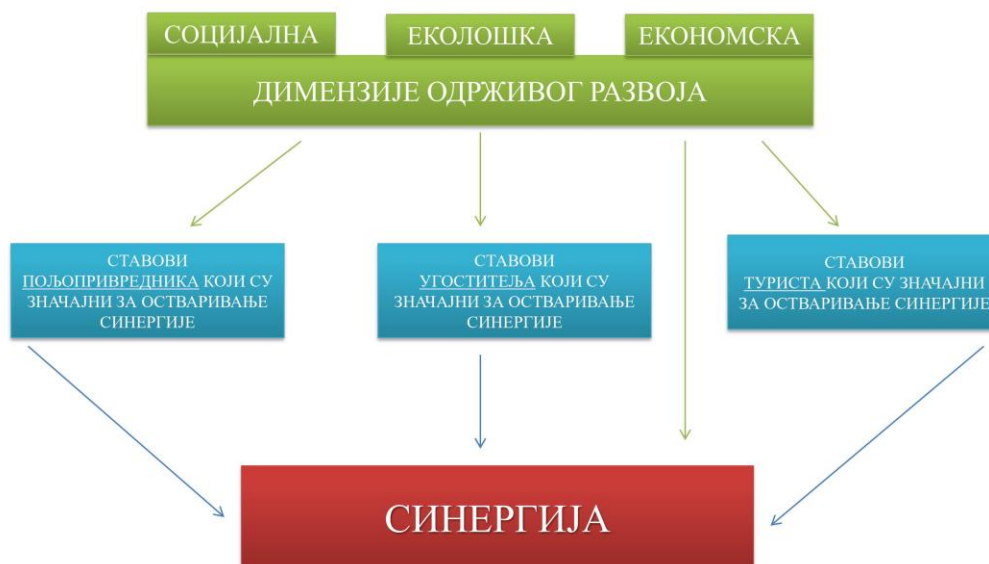 СОЦИЈАЛНА
ЕКОЛОШКА
ЕКОНОМСКА
ДИМЕНЗИЈЕ ОДРЖИВОГ РАЗВОЈА
СТАВОВИ
ПОЉОПРИВРЕДНИКА КОЈИ СУ
ЗНАЧАЈНИ ЗА ОСТВАРИВАЊЕ
СИНЕРГИЈЕ
СТАВОВИ
УГОСТИТЕЉА КОЈИ СУ
ЗНАЧАЈНИ ЗА ОСТВАРИВАЊЕ
СИНЕРГИЈЕ
СТАВОВИ
ТУРИСТА КОЈИ СУ ЗНАЧАЈНИ
ЗА ОСТВАРИВАЊЕ СИНЕРГИЈЕ
СИНЕРГИЈА